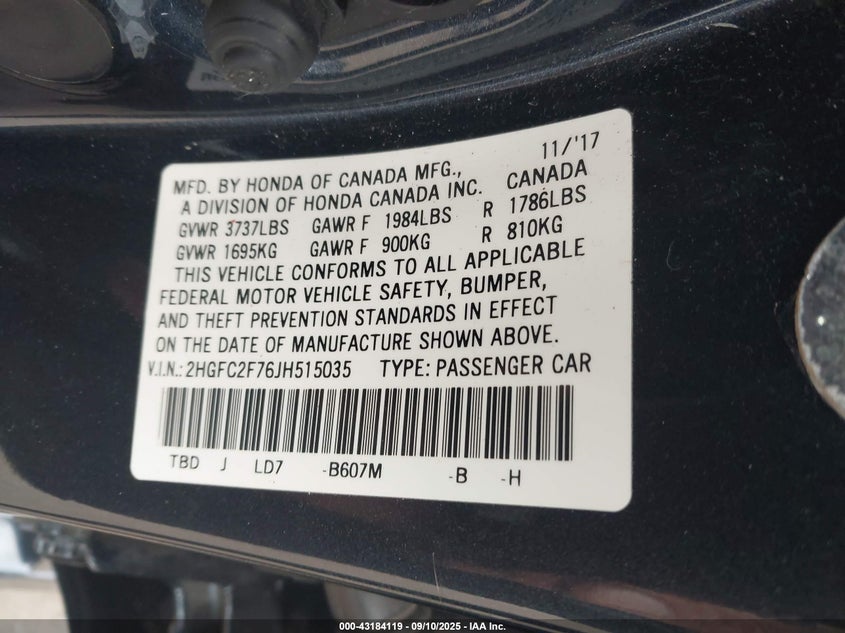 11/'17
MFD. BY HONDA OF CANADA MFG.,
A DIVISION OF HONDA CANADA INC. CANADA
GVWR 3737LBS GAWR F 1984LBS R 1786LBS
GVWR 1695KG GAWR F 900KG R 810KG
THIS VEHICLE CONFORMS TO ALL APPLICABLE
FEDERAL MOTOR VEHICLE SAFETY, BUMPER,
AND THEFT PREVENTION STANDARDS IN EFFECT
ON THE DATE OF MANUFACTURE SHOWN ABOVE.
V.I.N.: 2HGFC2F76JH515035 TYPE: PASSENGER CAR
TBD J LD7 -B607M -B -H
000-43184119 - 09/10/2025 - IAA Inc.